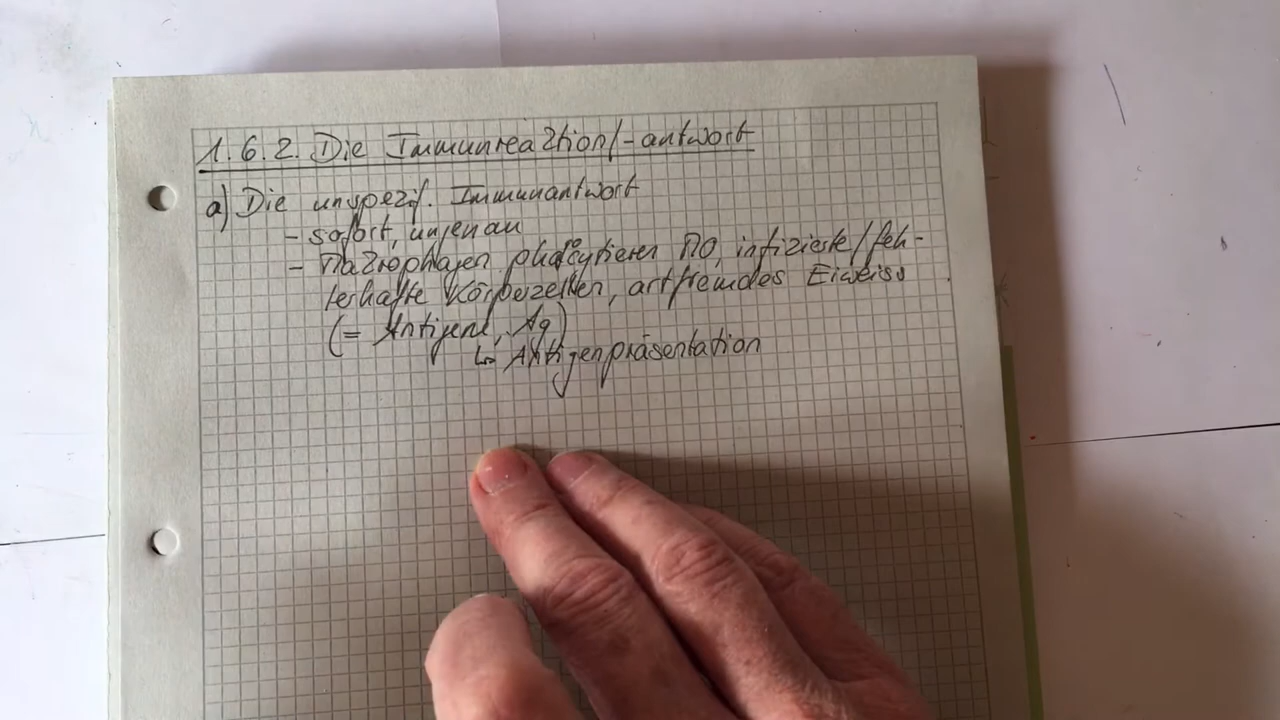 1.6.2. Die Immunreaktion/-antwort
a) Die unspezif. Immunantwort
- sofort, ungenau
- Makrophagen phagocytieren MO, infizierte/feh-
lerhafte Körperzellen, artfremdes Eiweiss
(= Antigene, Ag)
↳ Antigenpräsentation